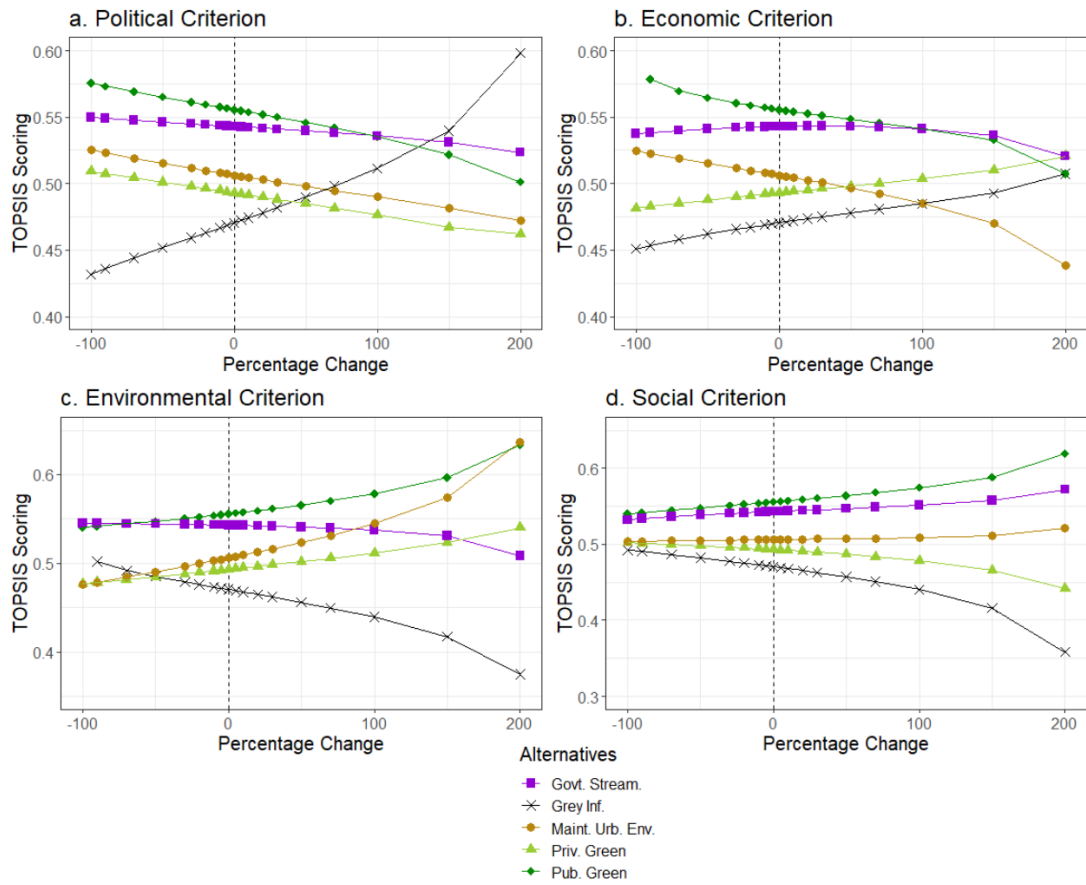 a. Political Criterion
TOPSIS Scoring
0.60
0.55
0.50
0.45
0.40
-100 0 100 200
Percentage Change
b. Economic Criterion
TOPSIS Scoring
0.60
0.55
0.50
0.45
0.40
-100 0 100 200
Percentage Change
c. Environmental Criterion
TOPSIS Scoring
0.6
0.5
0.4
-100 0 100 200
Percentage Change
d. Social Criterion
TOPSIS Scoring
0.6
0.5
0.4
0.3
-100 0 100 200
Percentage Change
Alternatives
Govt. Stream.
Grey Inf.
Maint. Urb. Env.
Priv. Green
Pub. Green